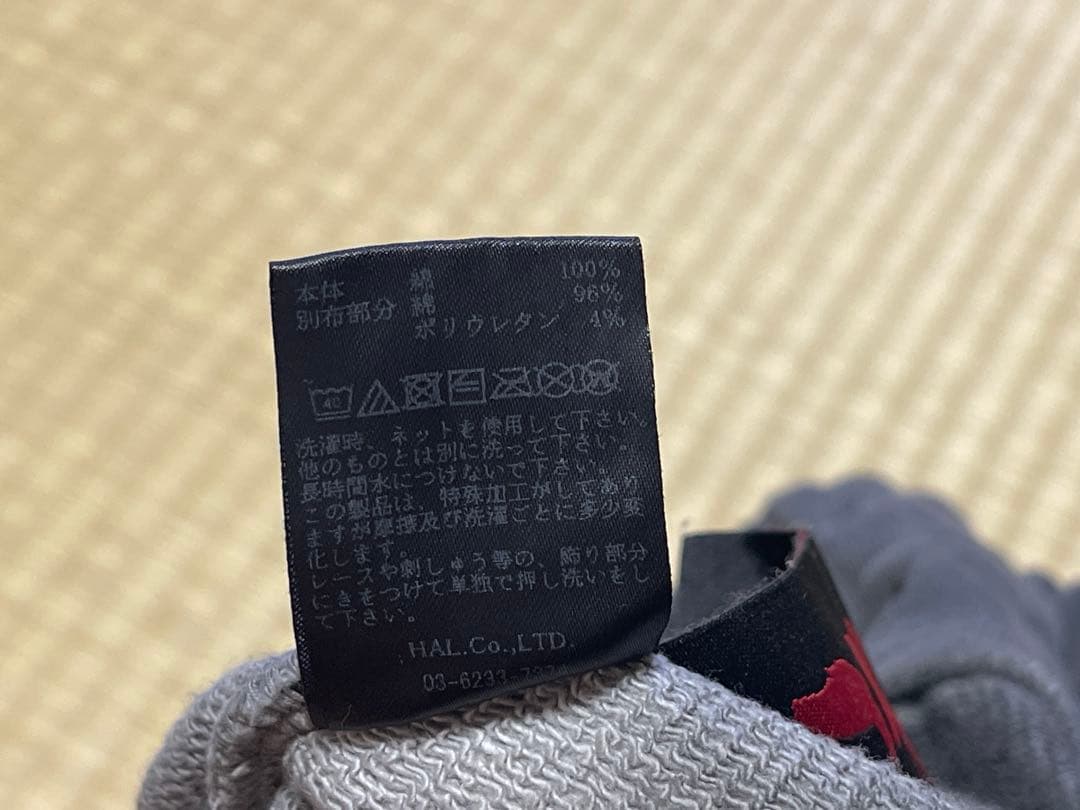 本体 綿 100%
別布部分 綿 96%
ポリウレタン 4%
40
洗濯時、ネットを使用して下さい。
他のものとは別に洗って下さい。
長時間水につけないで下さい。
この製品は、特殊加工がしてあり
ますが摩擦及び洗濯ごとに多少変
化します。
レースや刺しゅう等の、飾り部分
にきをつけて単独で押し洗いをし
て下さい。
HAL.Co.,LTD.
03-6233-